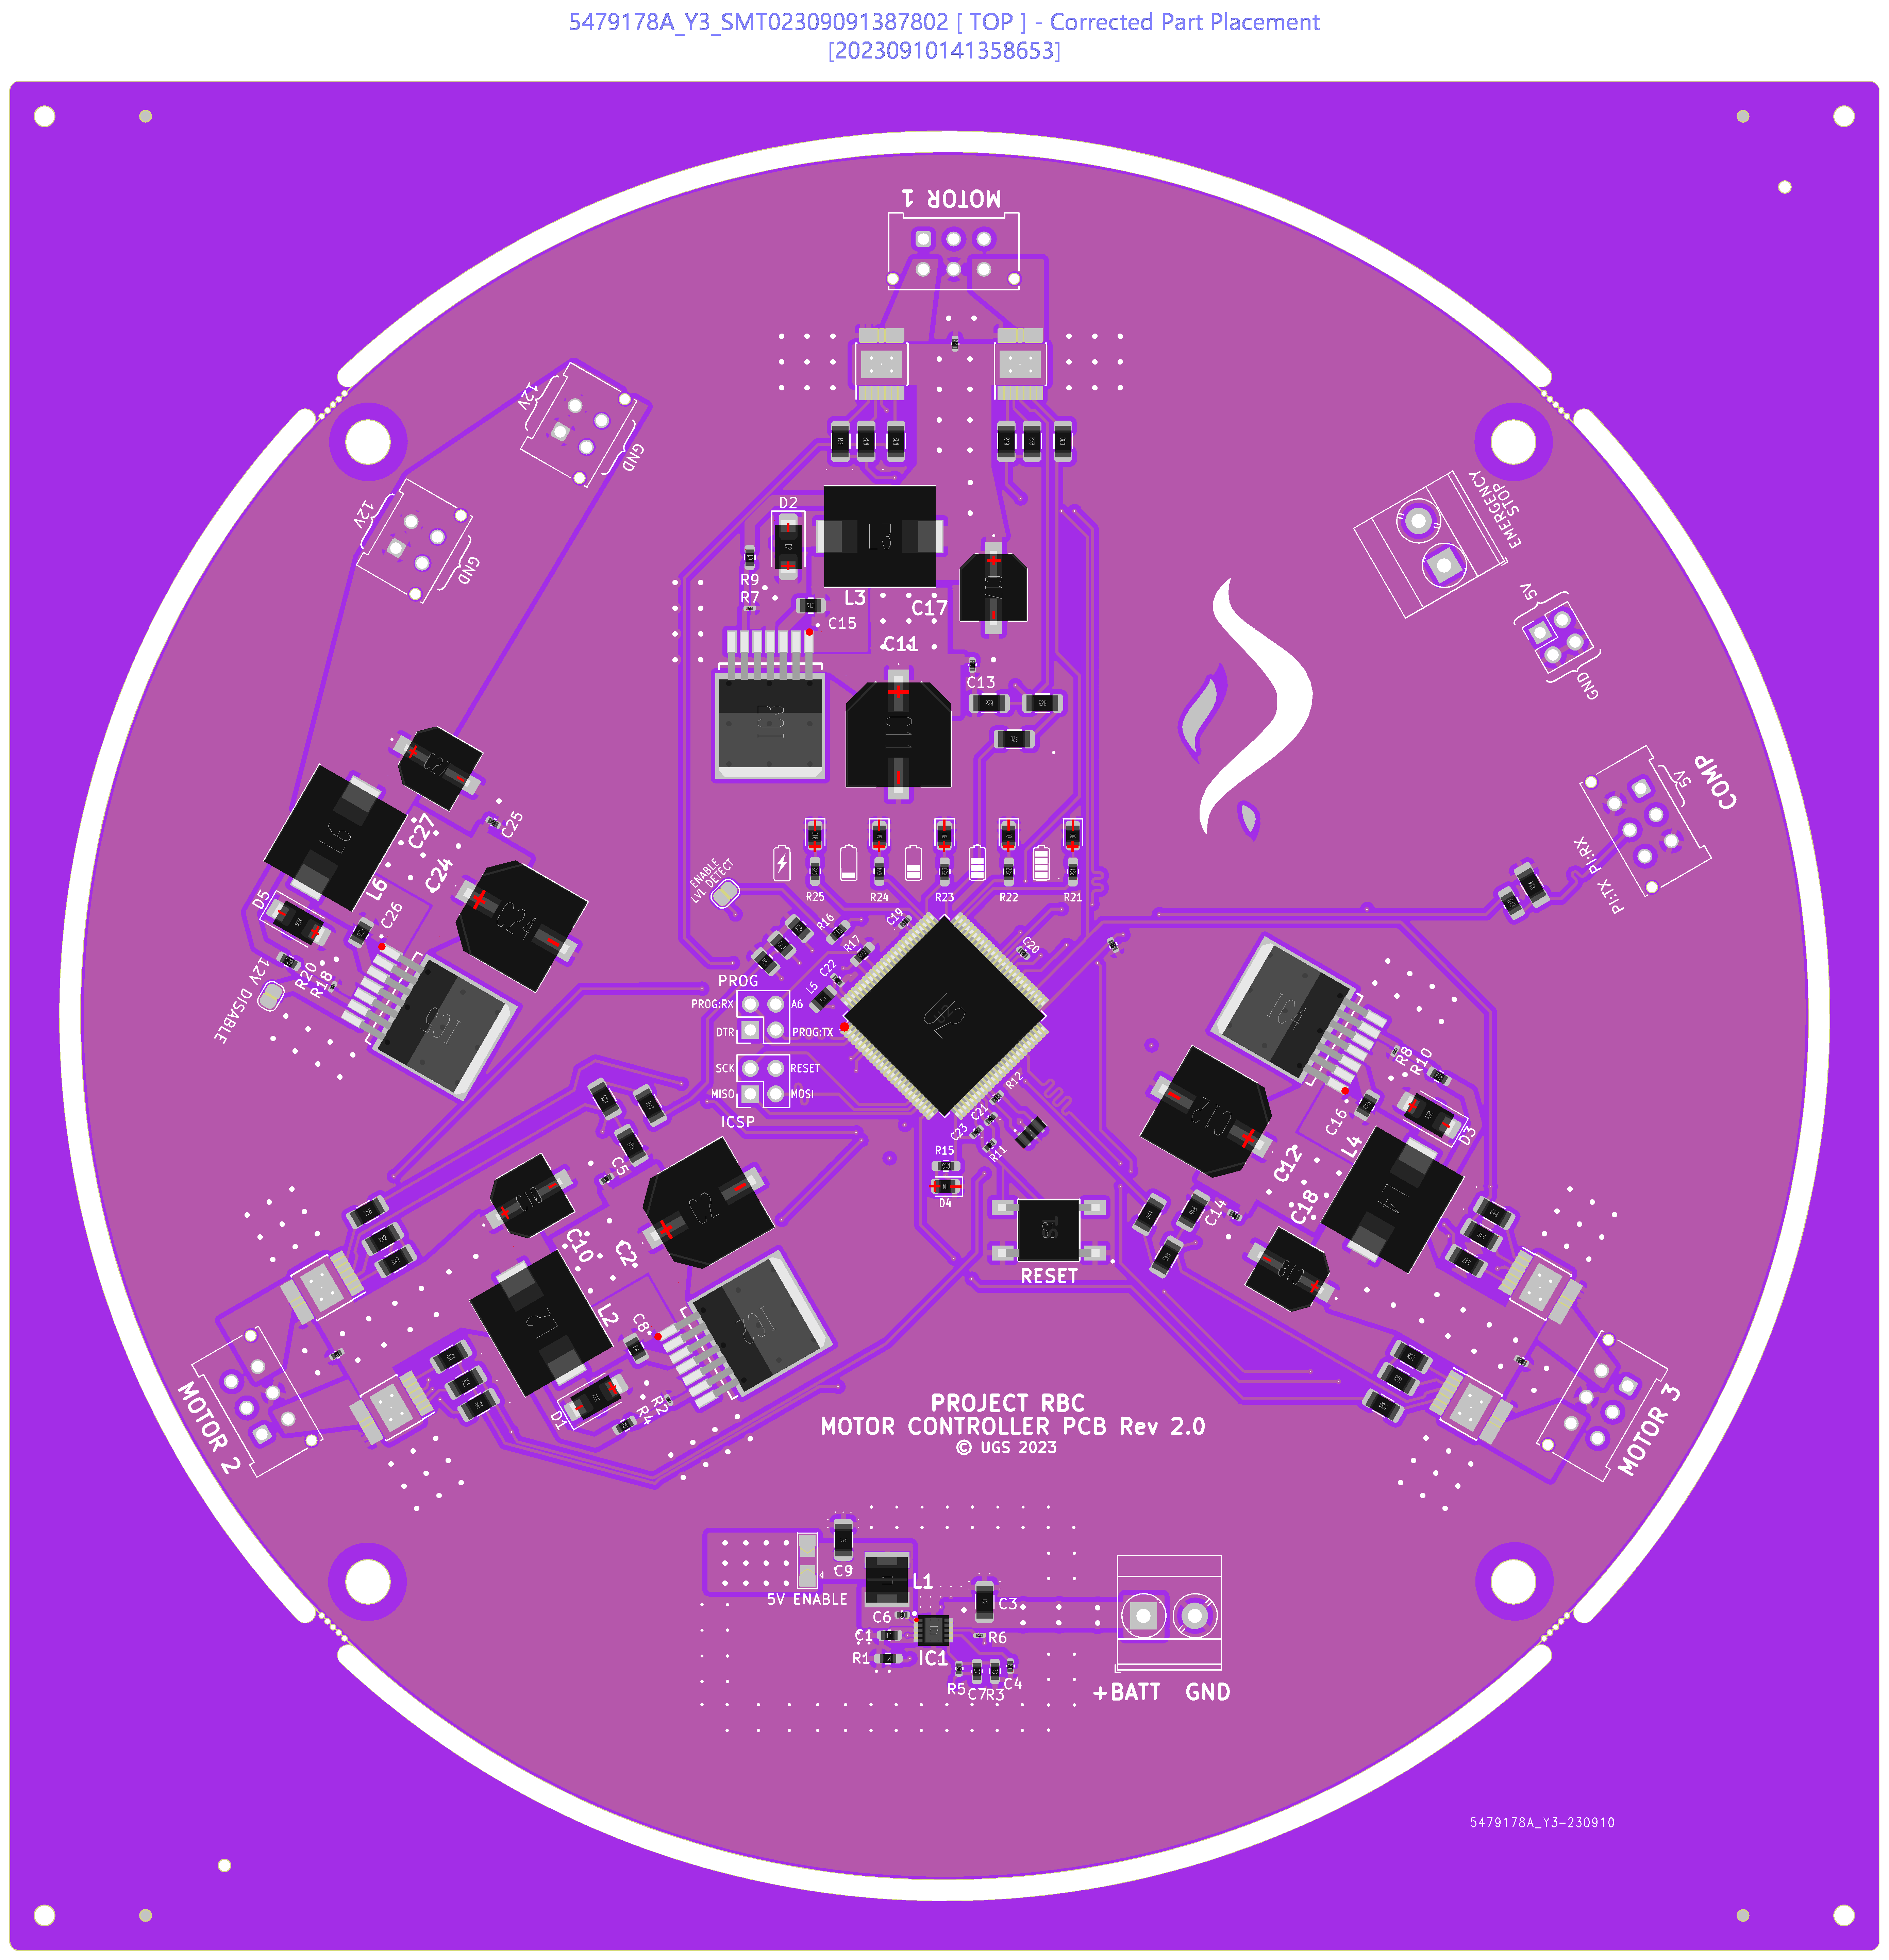 5479178A_Y3_SMT02309091387802 [ TOP ] - Corrected Part Placement
[20230910141358653]
MOTOR 1
12V
GND
12V
GND
EMERGENCY
STOP
5V
GND
D2
L3
R9
R7
L3
C15
C17
C17
C11
C13
IC3
C11
COMP
5V
PI:TX PI:RX
C27
C27
C25
L6
C24
L6
C24
D5
C26
R20
R18
12V DISABLE
IC5
ENABLE
LVL DETECT
R25
R24
R23
R22
R21
R16
R17
C19
C20
C22
L5
PROG
PROG:RX
A6
DTR
PROG:TX
SCK
RESET
MISO
MOSI
ICSP
R12
C21
C23
R11
R15
D4
RESET
IC4
R8
R10
C16
D3
C12
C12
L4
L4
C14
C18
C18
C5
C10
C10
C2
C2
L2
L2
C8
IC2
D1
R4
R2
MOTOR 2
MOTOR 3
PROJECT RBC
MOTOR CONTROLLER PCB Rev 2.0
© UGS 2023
C9
5V ENABLE
L1
C6
C3
C1
R6
R1
IC1
R5
C7
R3
C4
+BATT GND
5479178A_Y3-230910